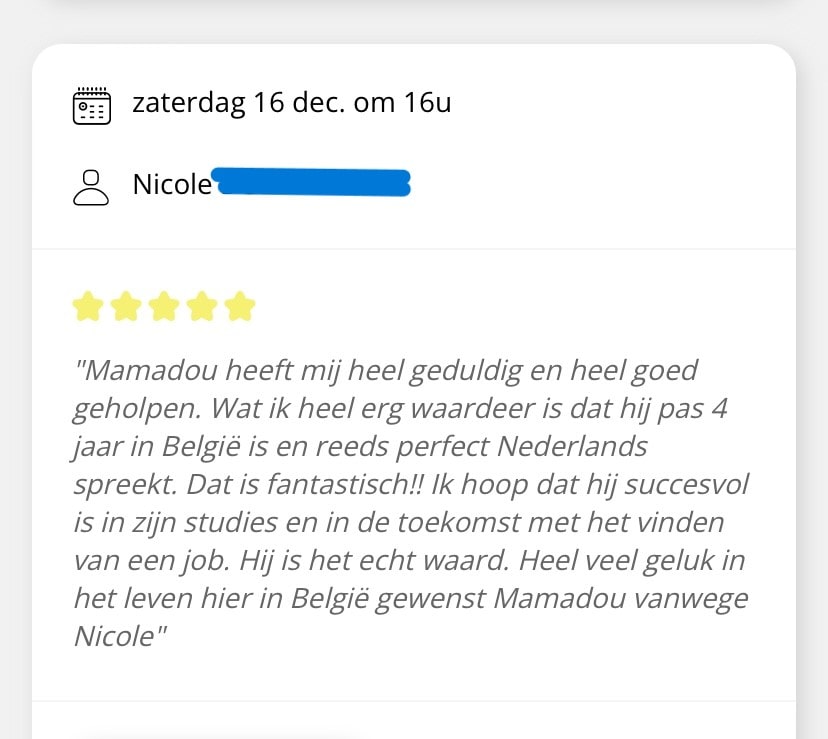 zaterdag 16 dec. om 16u
Nicole
"Mamadou heeft mij heel geduldig en heel goed
geholpen. Wat ik heel erg waardeer is dat hij pas 4
jaar in België is en reeds perfect Nederlands
spreekt. Dat is fantastisch!! Ik hoop dat hij succesvol
is in zijn studies en in de toekomst met het vinden
van een job. Hij is het echt waard. Heel veel geluk in
het leven hier in België gewenst Mamadou vanwege
Nicole"